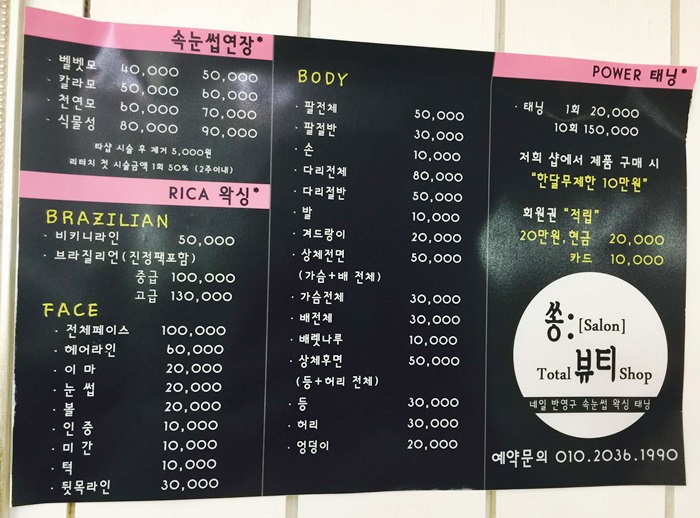 속눈썹연장*
· 벨벳모 40,000 50,000
· 칼라모 50,000 60,000
· 천연모 60,000 70,000
· 식물성 80,000 90,000
타샵 시술 후 제거 5,000원
리터치 첫 시술금액 1회 50% (2주이내)
RICA 왁싱*
BRAZILIAN
· 비키니라인 50,000
· 브라질리언(진정팩포함)
중급 100,000
고급 130,000
FACE
· 전체페이스 100,000
· 헤어라인 60,000
· 이 마 20,000
· 눈 썹 20,000
· 볼 20,000
· 인 중 10,000
· 미 간 10,000
· 턱 10,000
· 뒷목라인 30,000
BODY
· 팔전체 50,000
· 팔절반 30,000
· 손 10,000
· 다리전체 80,000
· 다리절반 50,000
· 발 10,000
· 겨드랑이 20,000
· 상체전면 50,000
(가슴+배 전체)
· 가슴전체 30,000
· 배전체 30,000
· 배렛나루 10,000
· 상체후면 50,000
(등+허리 전체)
· 등 30,000
· 허리 30,000
· 엉덩이 20,000
POWER 태닝*
· 태닝 1회 20,000
10회 150,000
저희 샵에서 제품 구매 시
"한달무제한 10만원"
회원권 "적립"
20만원, 현금 20,000
카드 10,000
쏭:[Salon]
Total 뷰티 Shop
네일 반영구 속눈썹 왁싱 태닝
예약문의 010.2036.1990